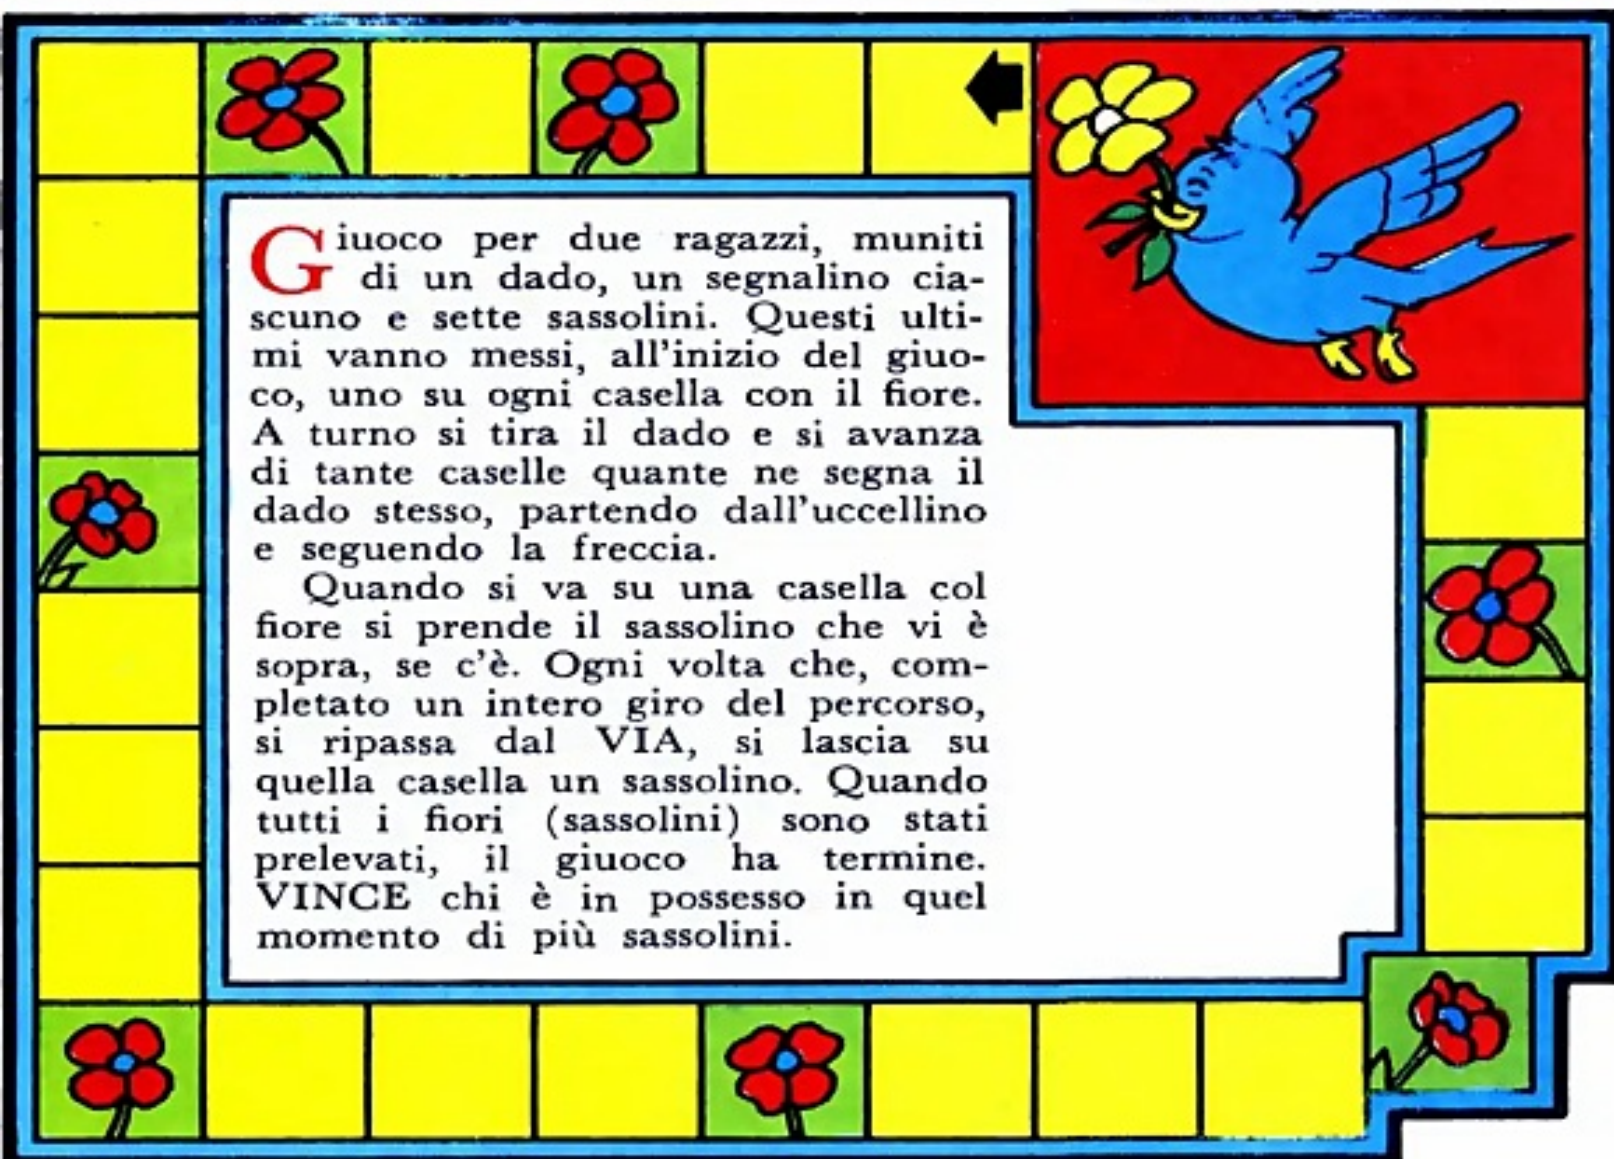 Giuoco per due ragazzi, muniti
di un dado, un segnalino cia-
scuno e sette sassolini. Questi ulti-
mi vanno messi, all'inizio del giuo-
co, uno su ogni casella con il fiore.
A turno si tira il dado e si avanza
di tante caselle quante ne segna il
dado stesso, partendo dall'uccellino
e seguendo la freccia.
Quando si va su una casella col
fiore si prende il sassolino che vi è
sopra, se c'è. Ogni volta che, com-
pletato un intero giro del percorso,
si ripassa dal VIA, si lascia su
quella casella un sassolino. Quando
tutti i fiori (sassolini) sono stati
prelevati, il giuoco ha termine.
VINCE chi è in possesso in quel
momento di più sassolini.